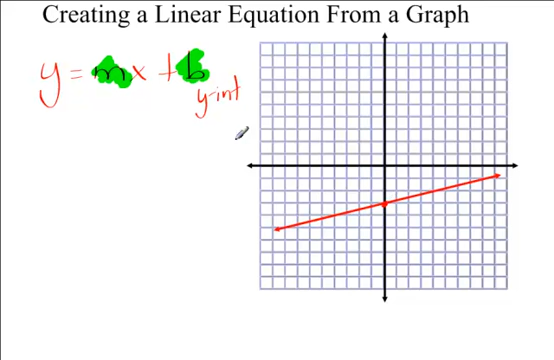 Creating a Linear Equation From a Graph
y = mx + b
y-int